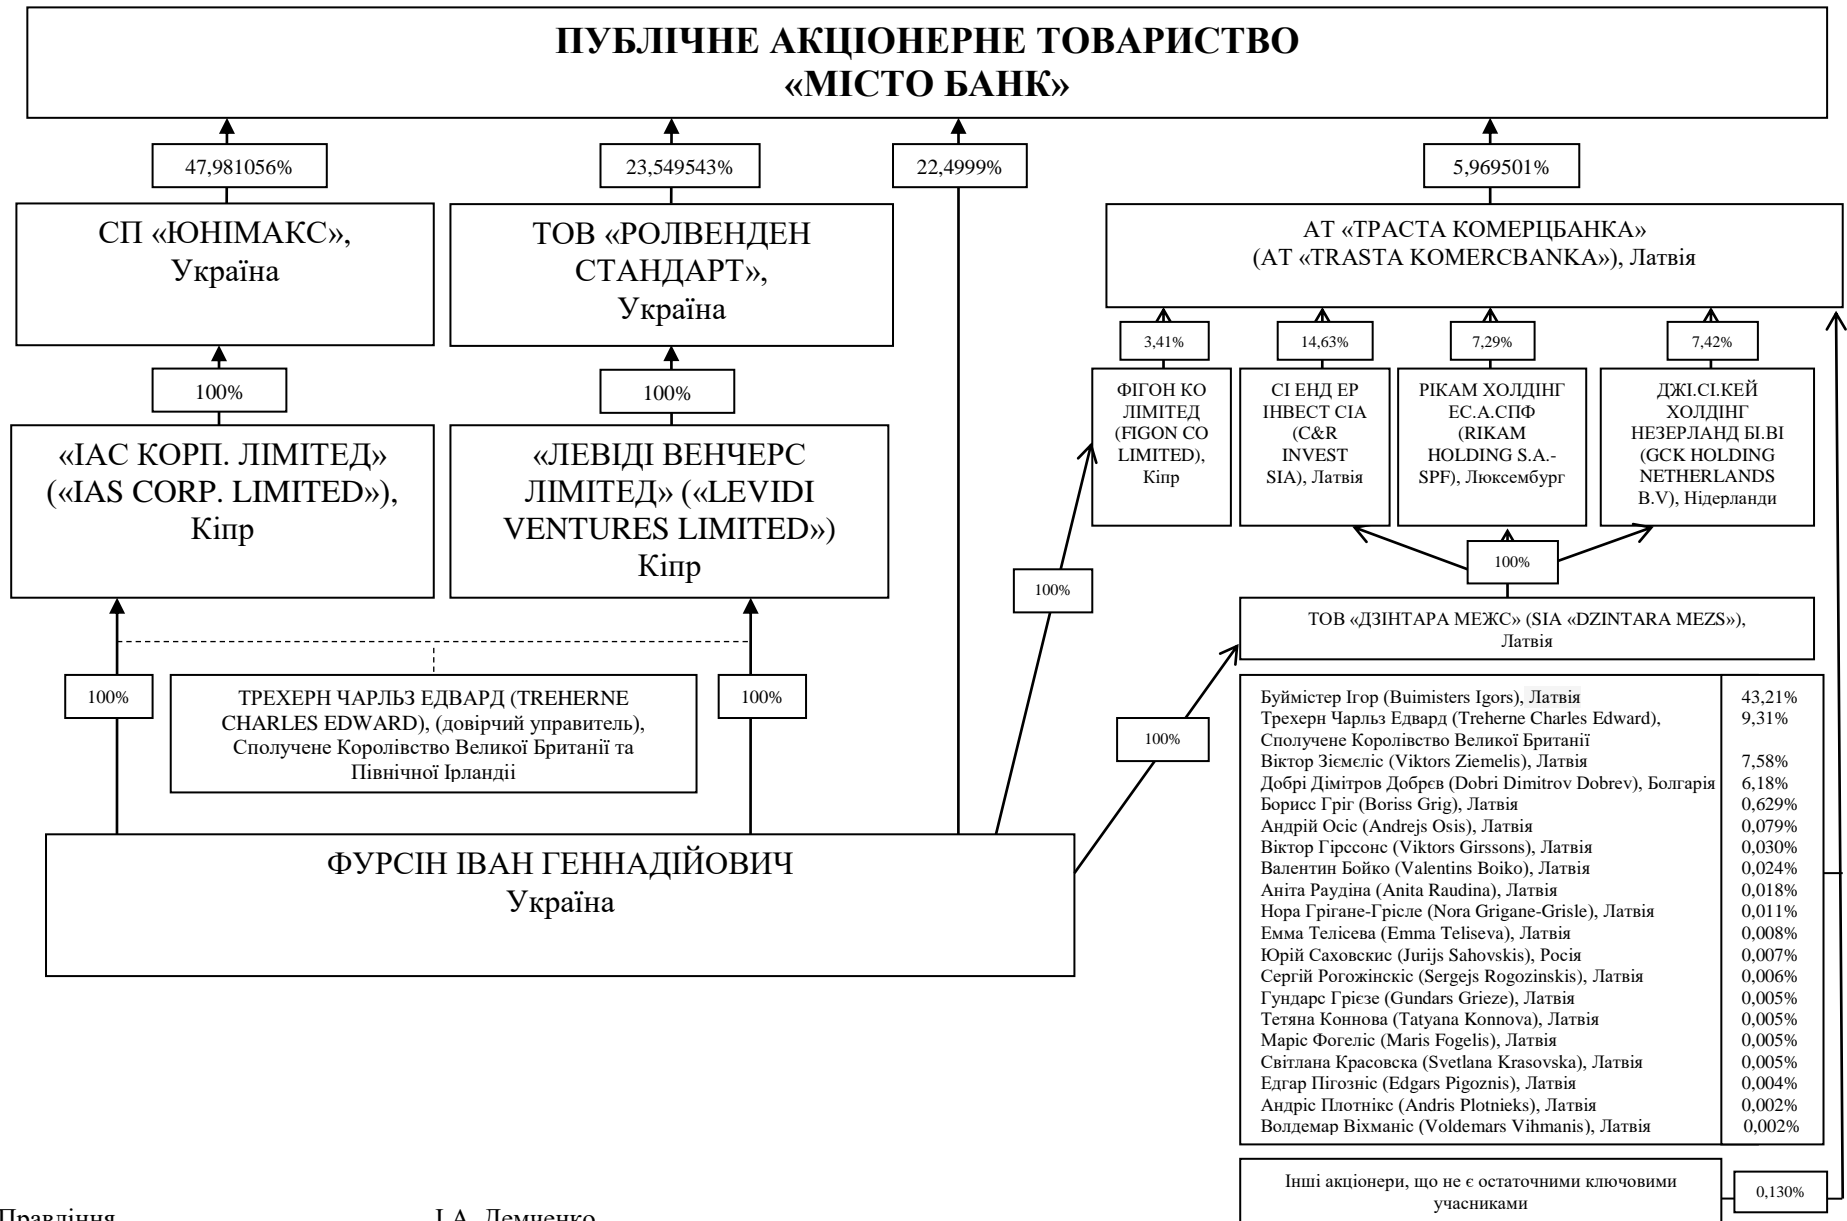 ПУБЛІЧНЕ АКЦІОНЕРНЕ ТОВАРИСТВО
«МІСТО БАНК»
47,981056%
23,549543%
22,4999%
5,969501%
СП «ЮНІМАКС»,
Україна
ТОВ «РОЛВЕНДЕН
СТАНДАРТ»,
Україна
АТ «ТРАСТА КОМЕРЦБАНКА»
(АТ «TRASTA KOMERCBANKA»), Латвія
3,41%
14,63%
7,29%
7,42%
100%
100%
ФІГОН КО
ЛІМІТЕД
(FIGON CO
LIMITED),
Кіпр
СІ ЕНД ЕР
ІНВЕСТ СІА
(C&R
INVEST
SIA), Латвія
РІКАМ ХОЛДІНГ
ЕС.А.СПФ
(RIKAM
HOLDING S.A.-
SPF), Люксембург
ДЖІ.СІ.КЕЙ
ХОЛДІНГ
НЕЗЕРЛАНД БІ.ВІ
(GCK HOLDING
NETHERLANDS
B.V), Нідерланди
«ІАС КОРП. ЛІМІТЕД»
(«IAS CORP. LIMITED»),
Кіпр
«ЛЕВІДІ ВЕНЧЕРС
ЛІМІТЕД» («LEVIDI
VENTURES LIMITED»)
Кіпр
100%
100%
ТОВ «ДЗІНТАРА МЕЖС» (SIA «DZINTARA MEZS»),
Латвія
100%
ТРЕХЕРН ЧАРЛЬЗ ЕДВАРД (TREHERNE
CHARLES EDWARD), (довірчий управитель),
Сполучене Королівство Великої Британії та
Північної Ірландії
100%
100%
ФУРСІН ІВАН ГЕННАДІЙОВИЧ
Україна
Буймістер Ігор (Buimisters Igors), Латвія 43,21%
Трехерн Чарльз Едвард (Treherne Charles Edward), 9,31%
Сполучене Королівство Великої Британії
Віктор Зіємєліс (Viktors Ziemelis), Латвія 7,58%
Добрі Дімітров Добрєв (Dobri Dimitrov Dobrev), Болгарія 6,18%
Борисс Гріг (Boriss Grig), Латвія 0,629%
Андрій Осіс (Andrejs Osis), Латвія 0,079%
Віктор Гірссонс (Viktors Girssons), Латвія 0,030%
Валентин Бойко (Valentins Boiko), Латвія 0,024%
Аніта Раудіна (Anita Raudina), Латвія 0,018%
Нора Грігане-Грісле (Nora Grigane-Grisle), Латвія 0,011%
Емма Телісева (Emma Teliseva), Латвія 0,008%
Юрій Саховскис (Jurijs Sahovskis), Росія 0,007%
Сергій Рогожінскіс (Sergejs Rogozinskis), Латвія 0,006%
Гундарс Грієзе (Gundars Grieze), Латвія 0,005%
Тетяна Коннова (Tatyana Konnova), Латвія 0,005%
Маріс Фогеліс (Maris Fogelis), Латвія 0,005%
Світлана Красовска (Svetlana Krasovska), Латвія 0,005%
Едгар Пігозніс (Edgars Pigoznis), Латвія 0,004%
Андріс Плотнікс (Andris Plotnieks), Латвія 0,002%
Волдемар Віхманіс (Voldemars Vihmanis), Латвія 0,002%
Інші акціонери, що не є остаточними ключовими
учасниками
0,130%
Правління І.А. Демченко